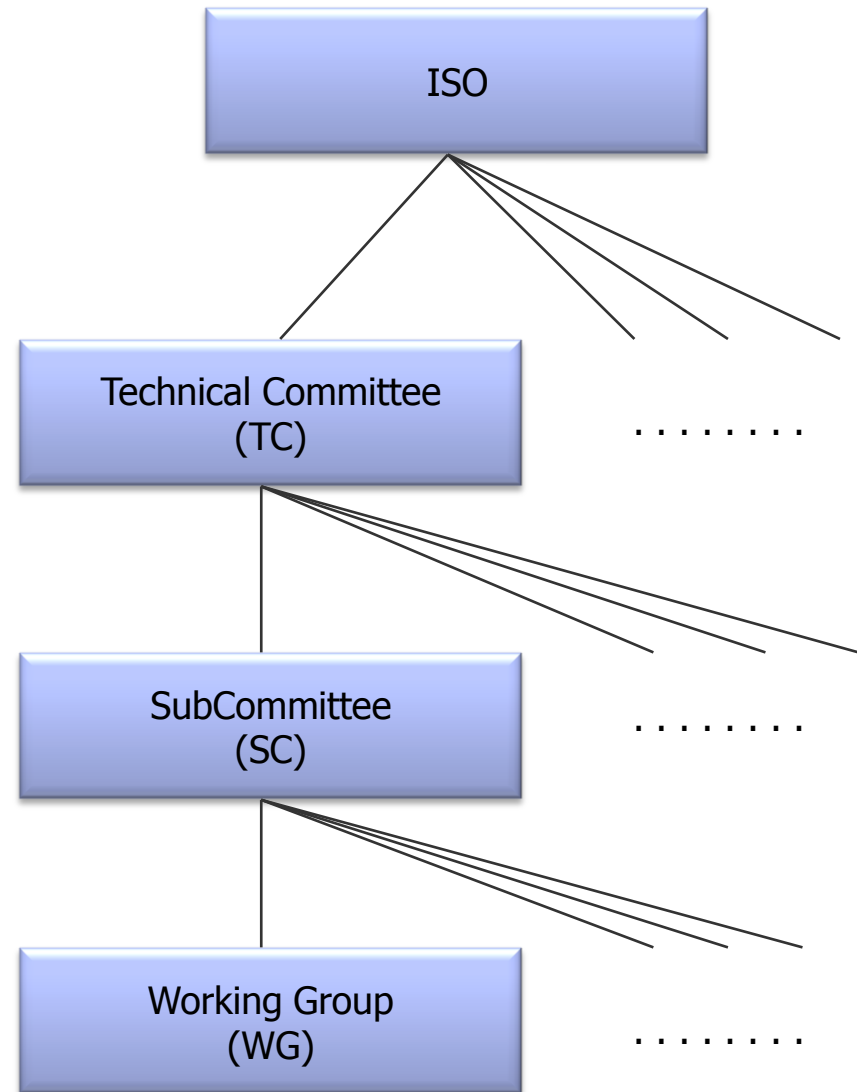 ISO
Technical Committee
(TC)
. . . . . . . .
SubCommittee
(SC)
. . . . . . . .
Working Group
(WG)
. . . . . . . .